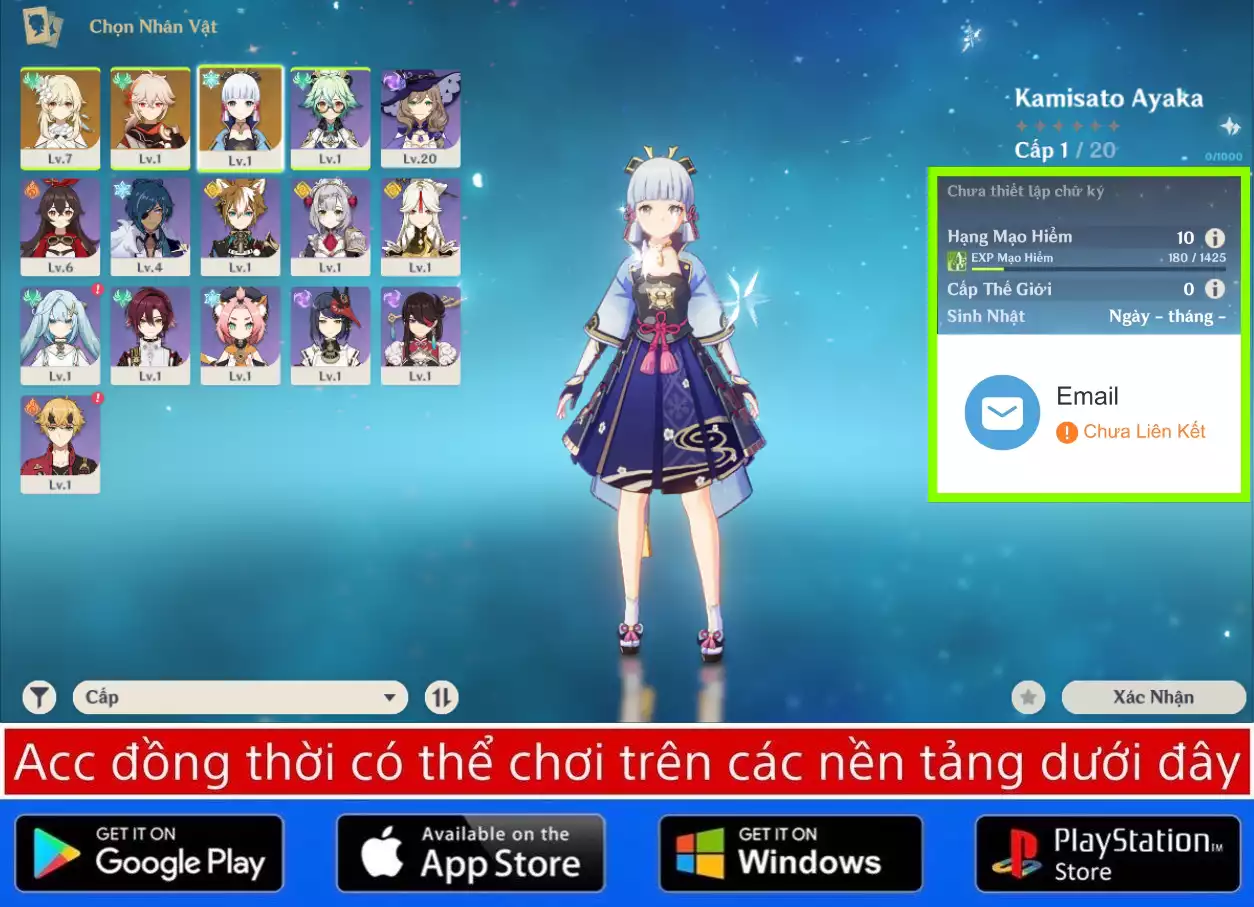 Chọn Nhân Vật
Lv.7
Lv.1
Lv.1
Lv.1
Lv.20
Lv.6
Lv.4
Lv.1
Lv.1
Lv.1
Lv.1
Lv.1
Lv.1
Lv.1
Lv.1
Lv.1
Kamisato Ayaka
Cấp 1 / 20
0/1000
Chưa thiết lập chữ ký
Hạng Mạo Hiểm 10
EXP Mạo Hiểm 180 / 1425
Cấp Thế Giới 0
Sinh Nhật Ngày - tháng -
Email
Chưa Liên Kết
Cấp
Xác Nhận
Acc đồng thời có thể chơi trên các nền tảng dưới đây
GET IT ON
Google Play
Available on the
App Store
GET IT ON
Windows
PlayStation™
Store